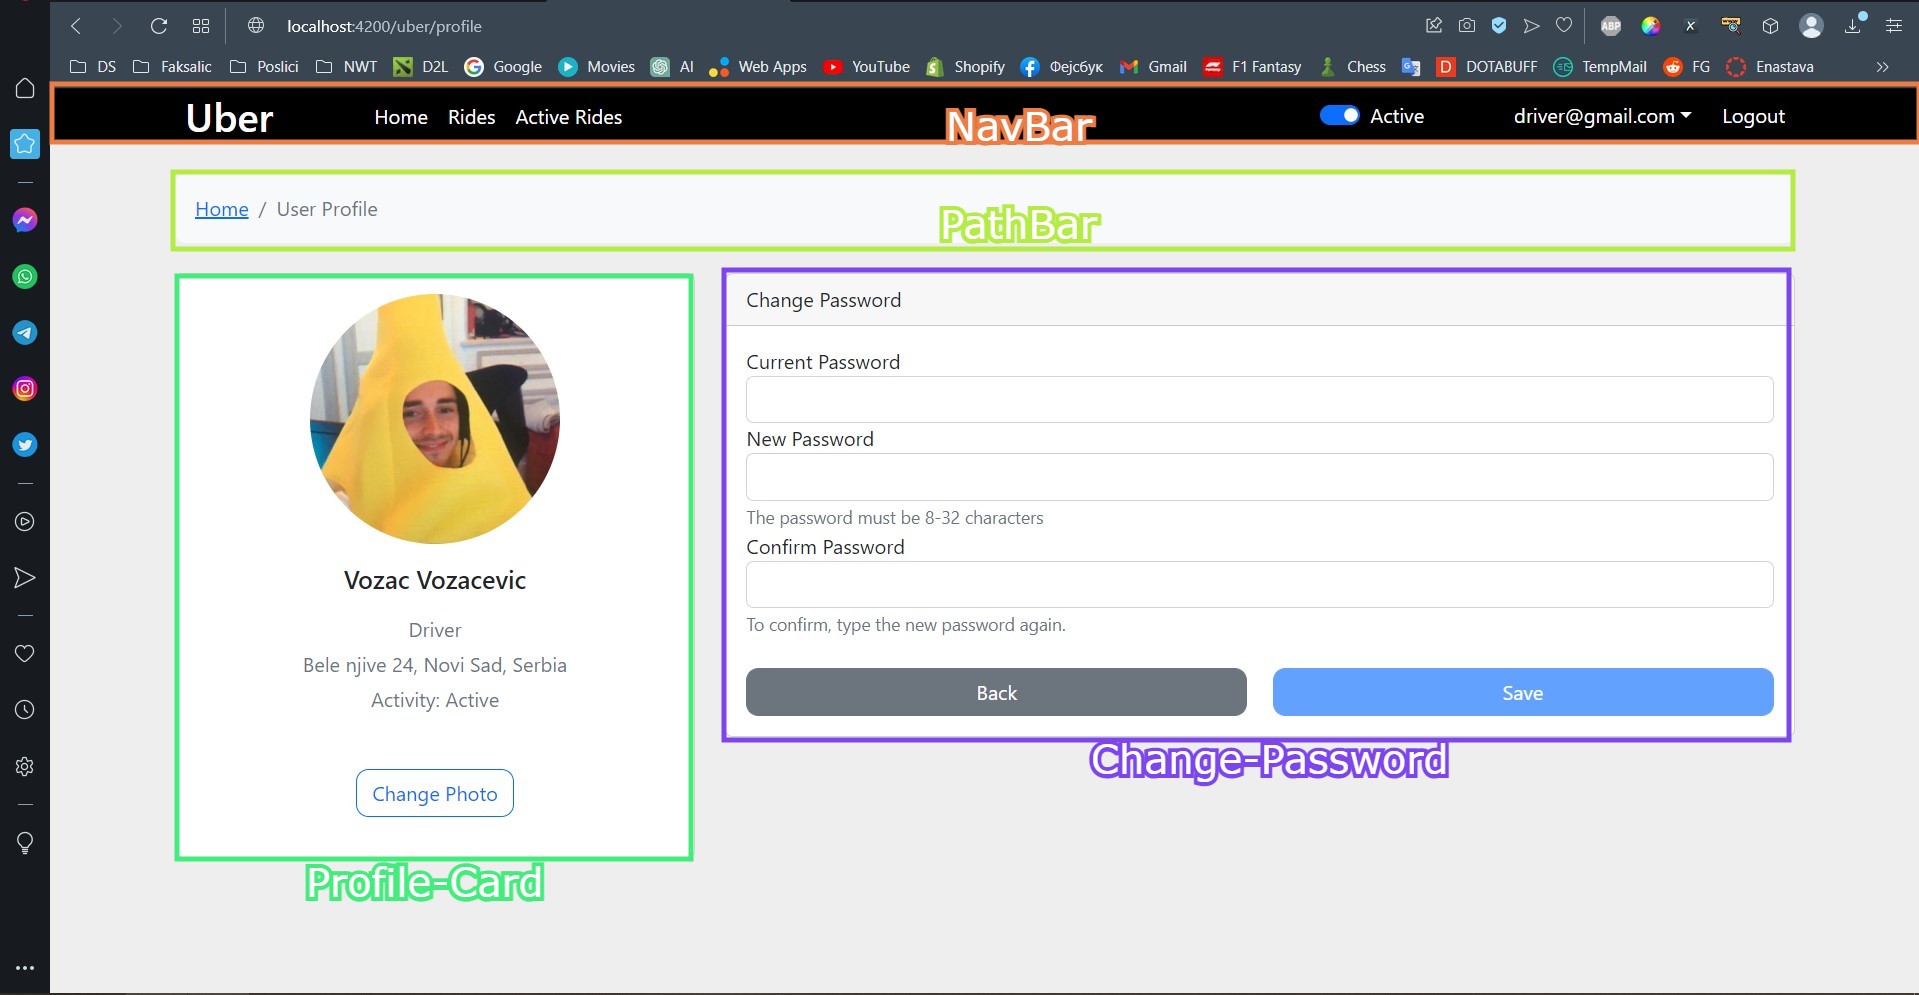 localhost:4200/uber/profile
ABP
DS Faksalic Poslici NWT D2L Google Movies AI Web Apps YouTube Shopify Фејсбук Gmail F1 Fantasy Chess DOTABUFF TempMail FG Enastava
Uber Home Rides Active Rides NavBar Active driver@gmail.com Logout
Home / User Profile
PathBar
Vozac Vozacevic
Driver
Bele njive 24, Novi Sad, Serbia
Activity: Active
Change Photo
Profile-Card
Change Password
Current Password
New Password
The password must be 8-32 characters
Confirm Password
To confirm, type the new password again.
Back Save
Change-Password